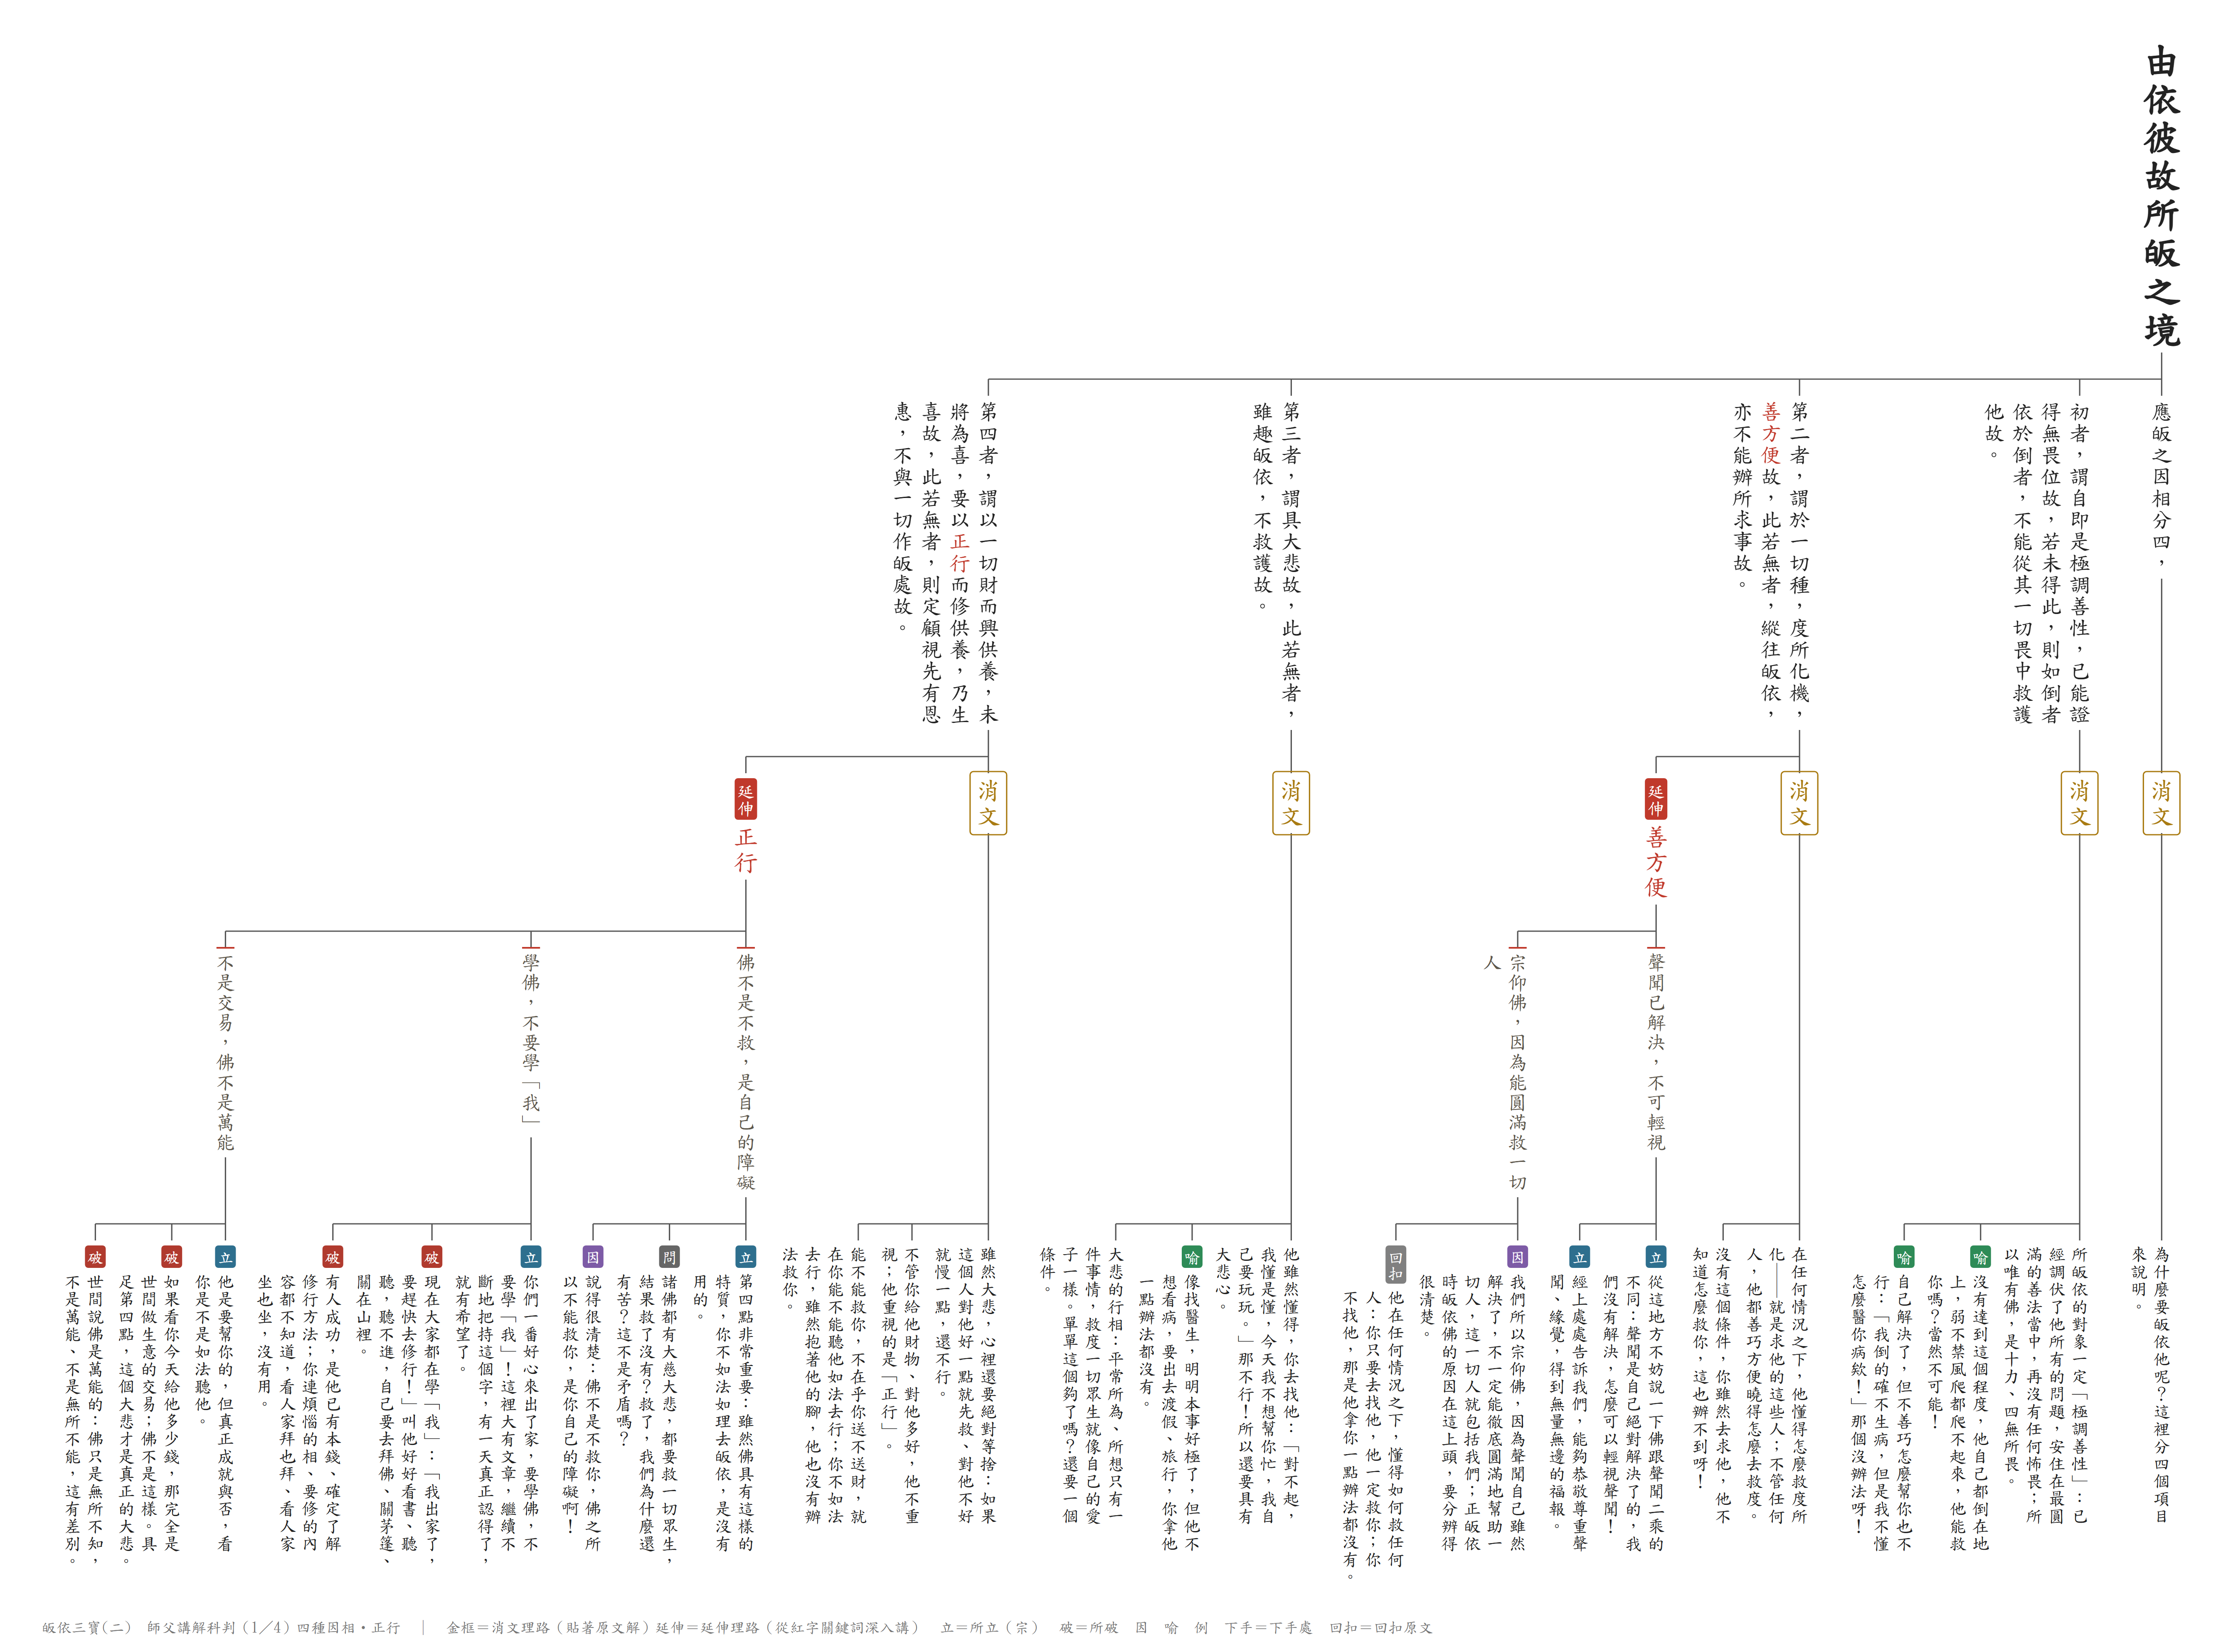 由依彼故所皈之境
應皈之因相分四，
初者，謂自即是極調善性，已能證
得無畏位故，若未得此，則如倒者
依於倒者，不能從其一切畏中救護
他故。
第二者，謂於一切種，度所化機，
善方便故，此若無者，縱往皈依，
亦不能辦所求事故。
第三者，謂具大悲故，此若無者，
雖趣皈依，不救護故。
第四者，謂以一切財而興供養，未
將為喜，要以正行而修供養，乃生
喜故，此若無者，則定顧視先有恩
惠，不與一切作皈處故。
消文
消文
消文
延伸
善方便
消文
消文
延伸
正行
聲聞已解決，不可輕視
宗仰佛，因為能圓滿救一切
人
佛不是不救，是自己的障礙
學佛，不要學「我」
不是交易，佛不是萬能
為什麼要皈依他呢？這裡分四個項目
來說明。
所皈依的對象一定「極調善性」：已
經調伏了他所有的問題，安住在最圓
滿的善法當中，再沒有任何怖畏；所
以唯有佛，是十力、四無所畏。
喻
沒有達到這個程度，他自己都倒在地
上，弱不禁風爬都爬不起來，他能救
你嗎？當然不可能！
喻
自己解決了，但不善巧怎麼幫你也不
行：「我倒的確不生病，但是我不懂
怎麼醫你病欸！」那個沒辦法呀！
在任何情況之下，他懂得怎麼救度所
化——就是求他的這些人；不管任何
人，他都善巧方便曉得怎麼去救度。
沒有這個條件，你雖然去求他，他不
知道怎麼救你，這也辦不到呀！
立
從這地方不妨說一下佛跟聲聞二乘的
不同：聲聞是自己絕對解決了的，我
們沒有解決，怎麼可以輕視聲聞！
立
經上處處告訴我們，能夠恭敬尊重聲
聞、緣覺，得到無量無邊的福報。
因
我們所以宗仰佛，因為聲聞自己雖然
解決了，不一定能徹底圓滿地幫助一
切人，這一切人就包括我們；正皈依
時皈依佛的原因在這上頭，要分辨得
很清楚。
回扣
他在任何情況之下，懂得如何救任何
人：你只要去找他，他一定救你；你
不找他，那是他拿你一點辦法都沒有。
他雖然懂得，你去找他：「對不起，
我懂是懂，今天我不想幫你忙，我自
己要玩玩。」那不行！所以還要具有
大悲心。
喻
像找醫生，明明本事好極了，但他不
想看病，要出去渡假、旅行，你拿他
一點辦法都沒有。
大悲的行相：平常所為、所想只有一
件事情，救度一切眾生就像自己的愛
子一樣。單單這個夠了嗎？還要一個
條件。
雖然大悲，心裡還要絕對等捨：如果
這個人對他好一點就先救、對他不好
就慢一點，還不行。
不管你給他財物、對他多好，他不重
視；他重視的是「正行」。
能不能救你，不在乎你送不送財，就
在你能不能聽他如法去行；你不如法
去行，雖然抱著他的腳，他也沒有辦
法救你。
立
第四點非常重要：雖然佛具有這樣的
特質，你不如法如理去皈依，是沒有
用的。
問
諸佛都有大慈大悲，都要救一切眾生，
結果救了沒有？救了，我們為什麼還
有苦？這不是矛盾嗎？
因
說得很清楚：佛不是不救你，佛之所
以不能救你，是你自己的障礙啊！
立
你們一番好心來出了家，要學佛，不
要學「我」！這裡大有文章，繼續不
斷地把持這個字，有一天真正認得了，
就有希望了。
破
現在大家都在學「我」：「我出家了，
要趕快去修行！」叫他好好看書、聽
聽，聽不進，自己要去拜佛、關茅篷、
關在山裡。
破
有人成功，是他已有本錢、確定了解
修行方法；你連煩惱的相、要修的內
容都不知道，看人家拜也拜、看人家
坐也坐，沒有用。
立
他是要幫你的，但真正成就與否，看
你是不是如法聽他。
破
如果看你今天給他多少錢，那完全是
世間做生意的交易；佛不是這樣。具
足第四點，這個大悲才是真正的大悲。
破
世間說佛是萬能的：佛只是無所不知，
不是萬能、不是無所不能，這有差別。
皈依三寶(二)　師父講解科判（1／4）四種因相・正行　｜　金框＝消文理路（貼著原文解）延伸＝延伸理路（從紅字關鍵詞深入講）　立＝所立（宗）　破＝所破　因　喻　例　下手＝下手處　回扣＝回扣原文